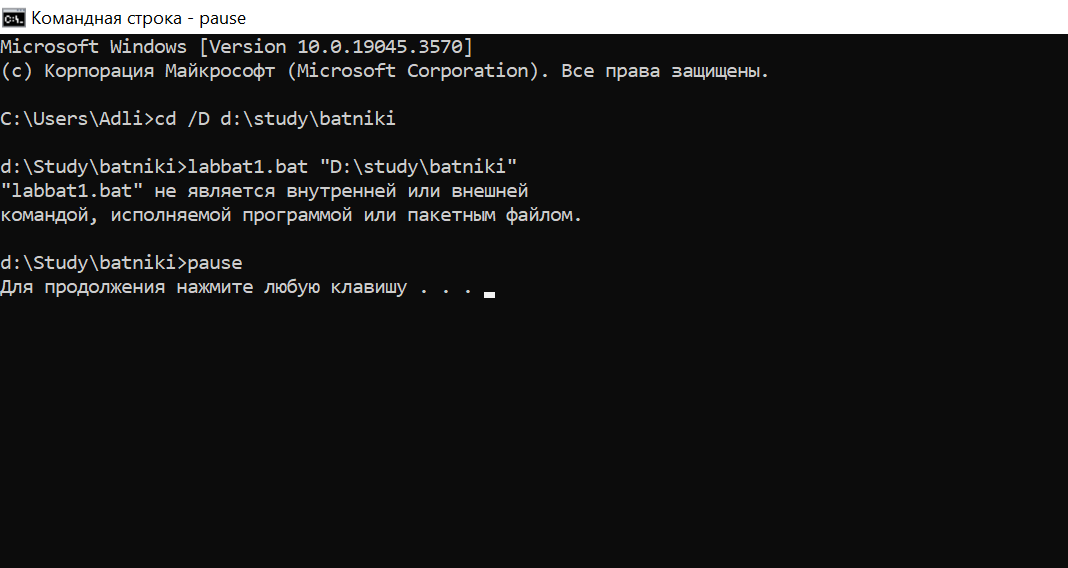 Командная строка - pause
Microsoft Windows [Version 10.0.19045.3570]
(c) Корпорация Майкрософт (Microsoft Corporation). Все права защищены.
C:\Users\Adli>cd /D d:\study\batniki
d:\Study\batniki>labbat1.bat "D:\study\batniki"
"labbat1.bat" не является внутренней или внешней
командой, исполняемой программой или пакетным файлом.
d:\Study\batniki>pause
Для продолжения нажмите любую клавишу . . .